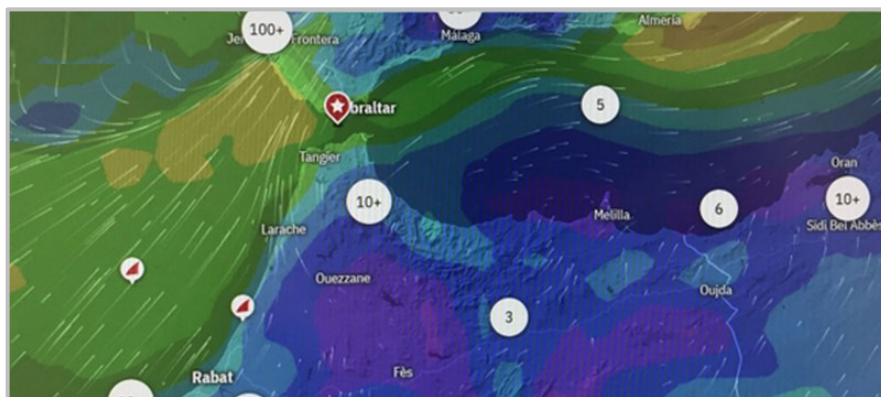 100+
Jer Frontera
Málaga
Almería
braltar
5
Tangier
Oran
10+
6
10+
Melilla
Larache
Sidi Bel Abbès
Ouezzane
Oujda
3
Rabat
Fès